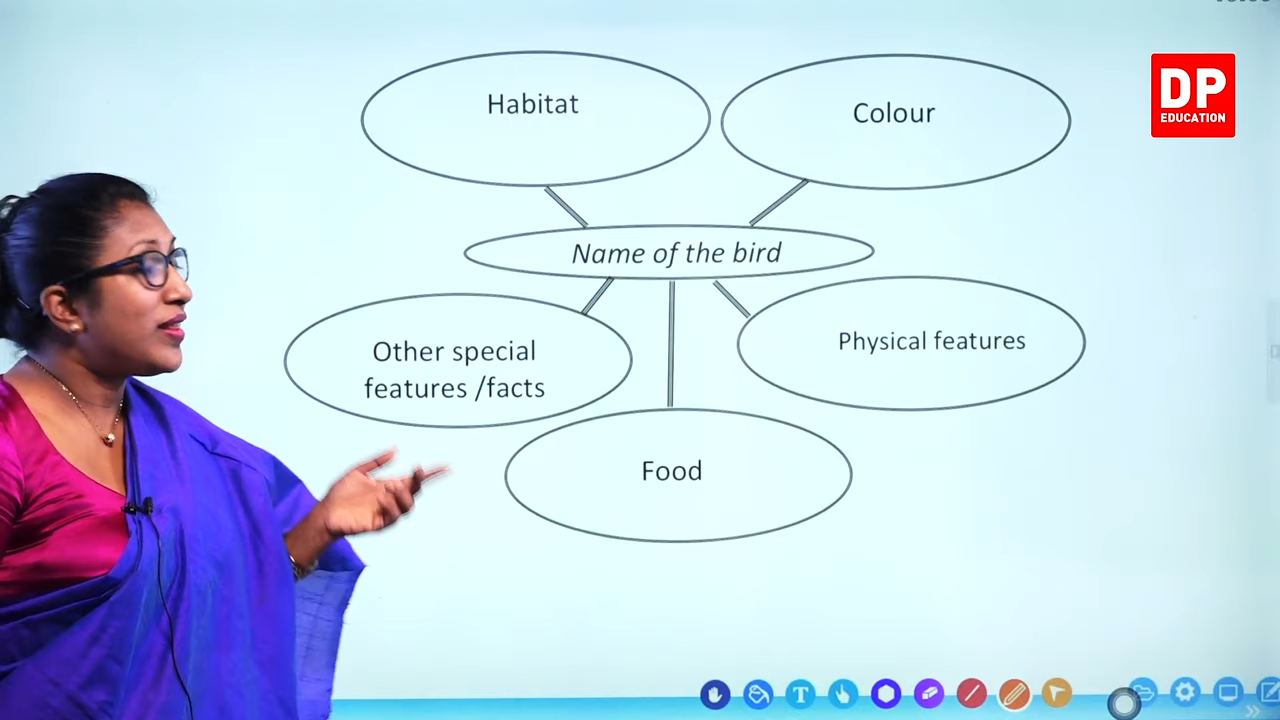 Habitat
Colour
DP
EDUCATION
Name of the bird
Other special
features /facts
Physical features
Food